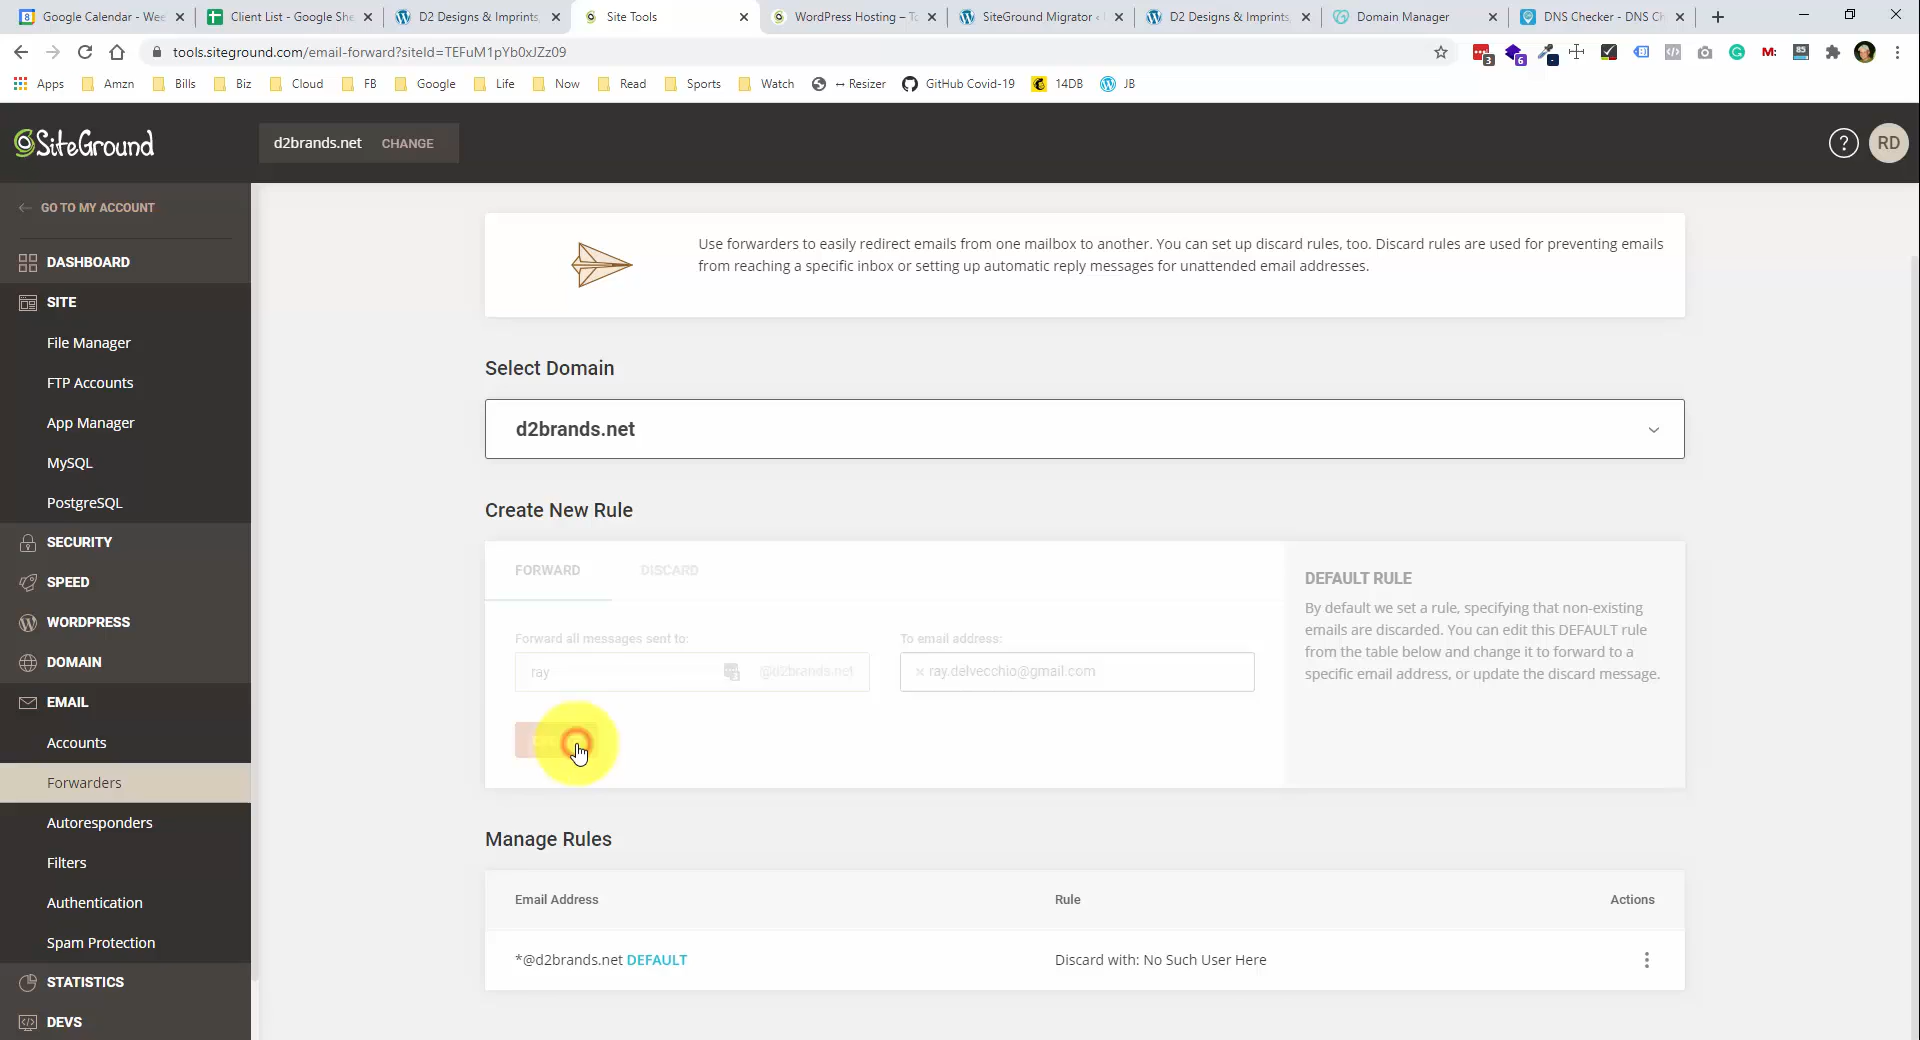 Google Calendar - Wee
Client List - Google She
D2 Designs & Imprints,
Site Tools
WordPress Hosting – To
SiteGround Migrator ‹
D2 Designs & Imprints,
Domain Manager
DNS Checker - DNS Ch
tools.siteground.com/email-forward?siteId=TEFuM1pYb0xJZz09
3
6
M:
85
Apps
Amzn
Bills
Biz
Cloud
FB
Google
Life
Now
Read
Sports
Watch
↔ Resizer
GitHub Covid-19
14DB
JB
SiteGround
d2brands.net
CHANGE
?
RD
← GO TO MY ACCOUNT
DASHBOARD
SITE
File Manager
FTP Accounts
App Manager
MySQL
PostgreSQL
SECURITY
SPEED
WORDPRESS
DOMAIN
EMAIL
Accounts
Forwarders
Autoresponders
Filters
Authentication
Spam Protection
STATISTICS
DEVS
Use forwarders to easily redirect emails from one mailbox to another. You can set up discard rules, too. Discard rules are used for preventing emails
from reaching a specific inbox or setting up automatic reply messages for unattended email addresses.
Select Domain
d2brands.net
Create New Rule
FORWARD
DISCARD
Forward all messages sent to:
ray
@d2brands.net
To email address:
× ray.delvecchio@gmail.com
DEFAULT RULE
By default we set a rule, specifying that non-existing
emails are discarded. You can edit this DEFAULT rule
from the table below and change it to forward to a
specific email address, or update the discard message.
Manage Rules
Email Address
Rule
Actions
*@d2brands.net DEFAULT
Discard with: No Such User Here